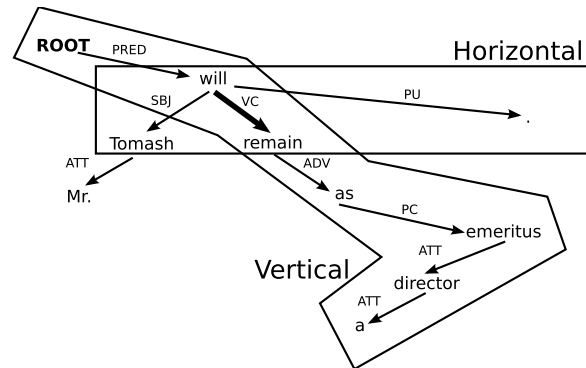 ROOT
PRED
Horizontal
will
PU
SBJ
VC
.
Tomash
remain
ATT
ADV
Mr.
as
PC
emeritus
ATT
Vertical
director
ATT
a